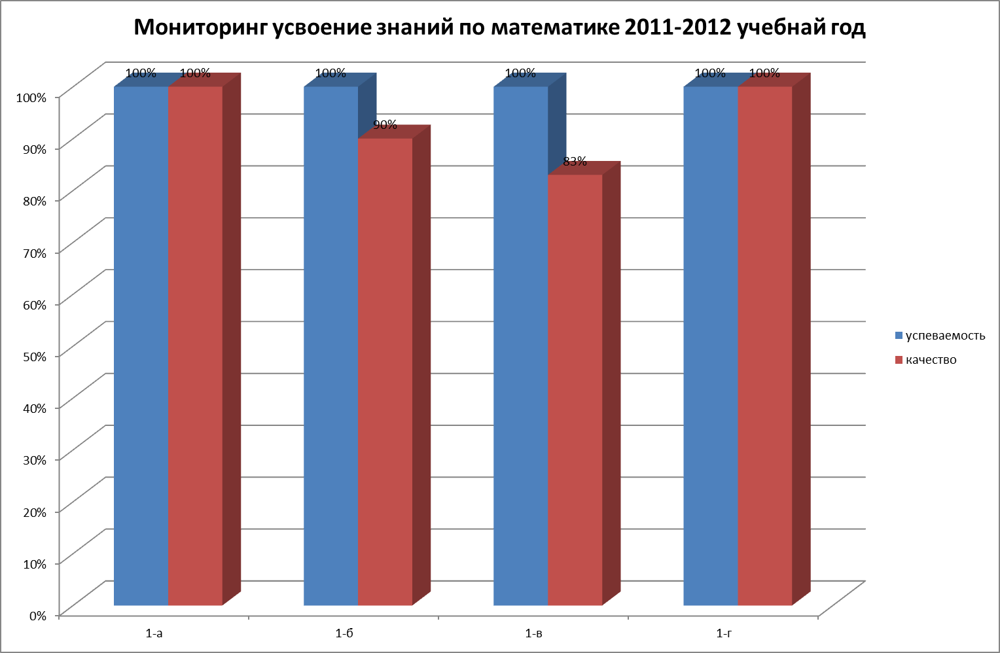 Мониторинг усвоение знаний по математике 2011-2012 учебнай год
100% 100% 100% 100% 100% 100%
100%
90%
90%
83%
80%
70%
60%
50%
40%
30%
20%
10%
0%
успеваемость
качество
1-а 1-б 1-в 1-г